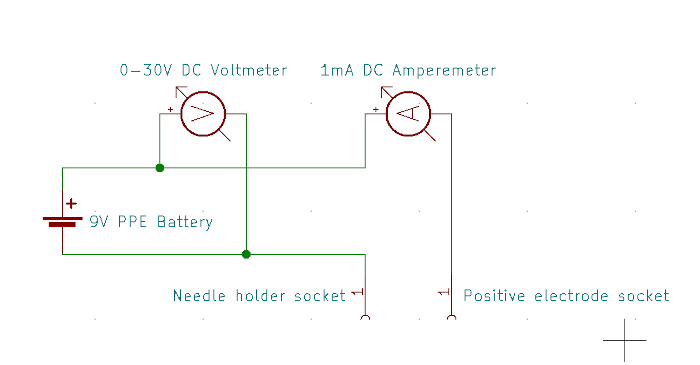 0-30V DC Voltmeter
1mA DC Amperemeter
+
V
+
A
+
9V PPE Battery
Needle holder socket
1
1
Positive electrode socket